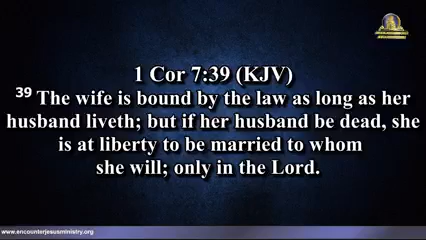 1 Cor 7:39 (KJV)
39 The wife is bound by the law as long as her
husband liveth; but if her husband be dead, she
is at liberty to be married to whom
she will; only in the Lord.
www.encounterjesusministry.org